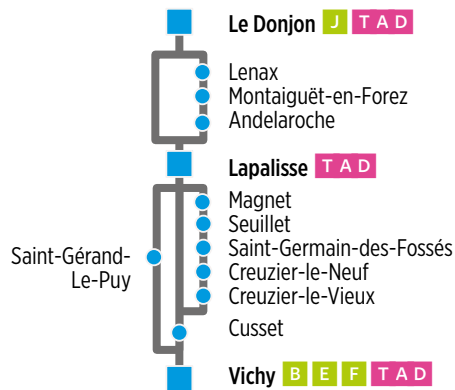 Le Donjon J TAD
Lenax
Montaiguët-en-Forez
Andelaroche
Lapalisse TAD
Magnet
Seuillet
Saint-Germain-des-Fossés
Creuzier-le-Neuf
Creuzier-le-Vieux
Saint-Gérand-
Le-Puy
Cusset
Vichy B E F TAD